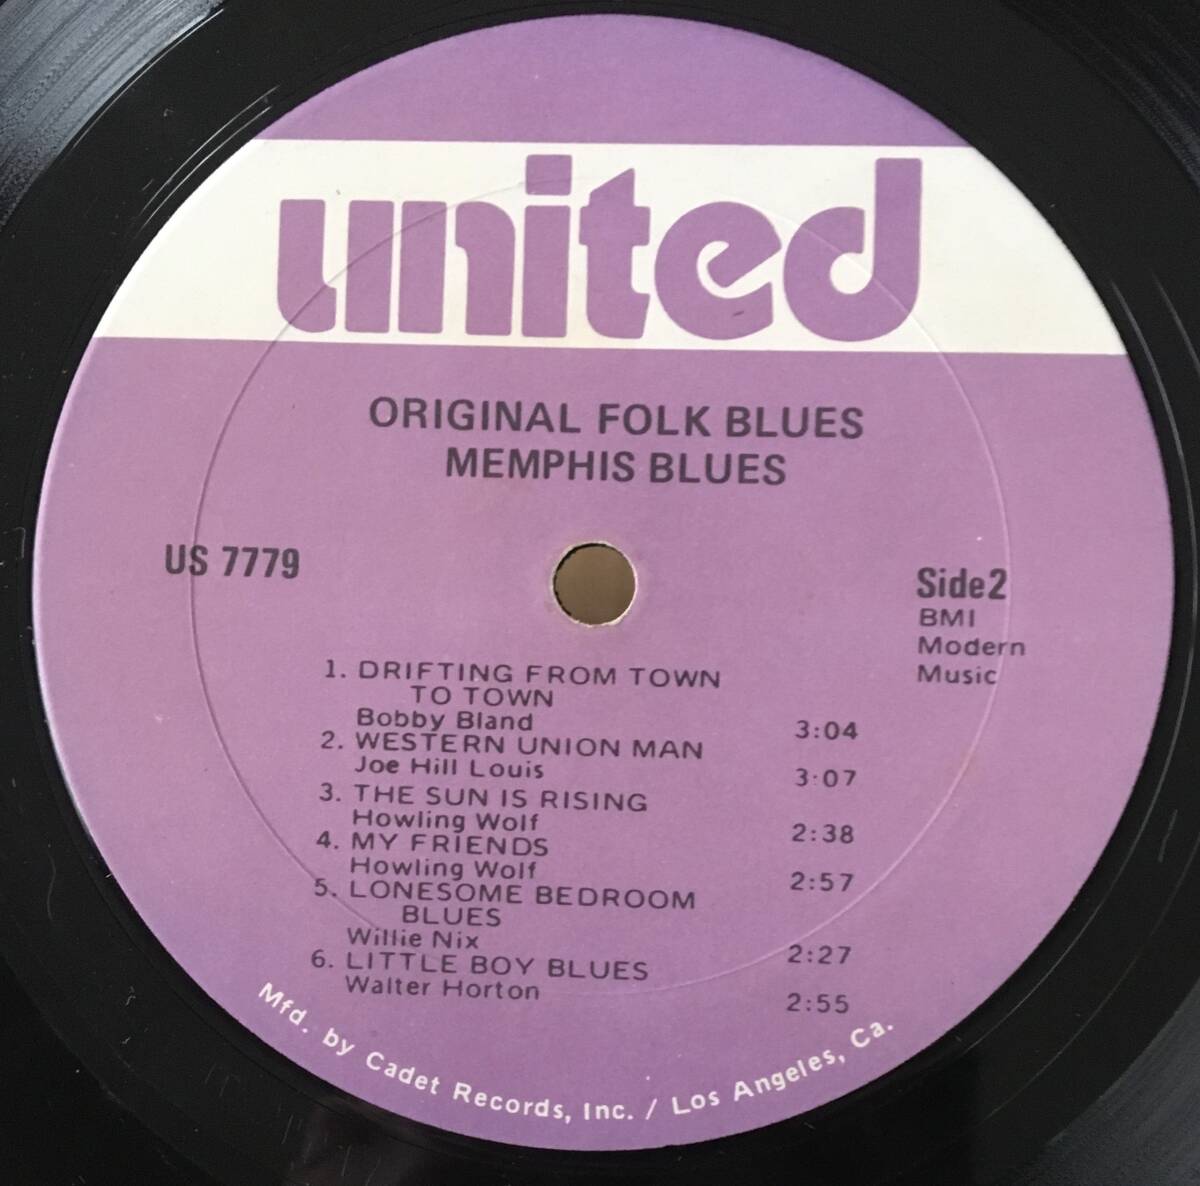 united
ORIGINAL FOLK BLUES
MEMPHIS BLUES
US 7779
Side 2
BMI
Modern
Music
1. DRIFTING FROM TOWN
TO TOWN
Bobby Bland 3:04
2. WESTERN UNION MAN
Joe Hill Louis 3:07
3. THE SUN IS RISING
Howling Wolf 2:38
4. MY FRIENDS
Howling Wolf 2:57
5. LONESOME BEDROOM
BLUES
Willie Nix 2:27
6. LITTLE BOY BLUES
Walter Horton 2:55
Mfd. by Cadet Records, Inc. / Los Angeles, Ca.